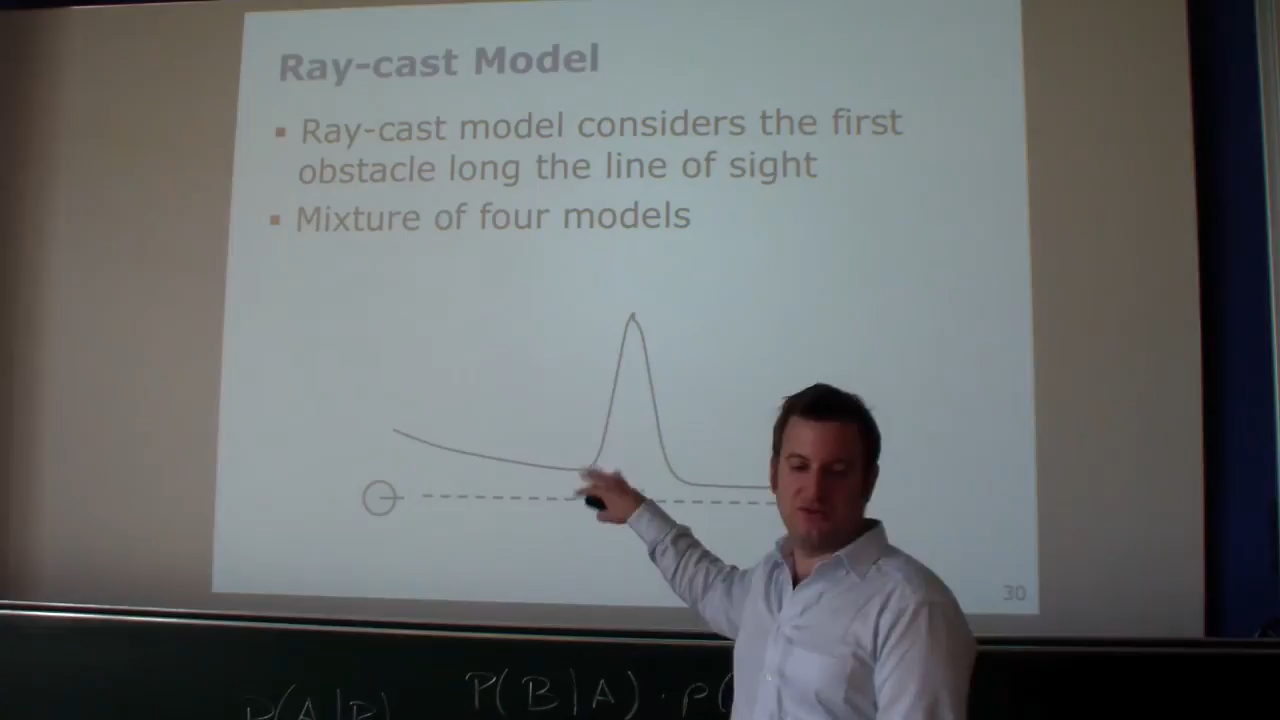 Ray-cast Model
▪ Ray-cast model considers the first
obstacle long the line of sight
▪ Mixture of four models
30
P(B|A) · p(